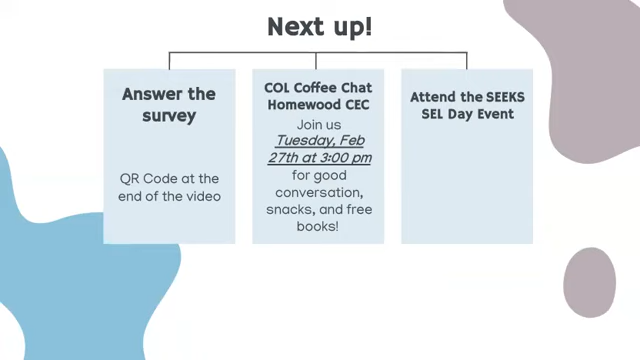 Next up!
Answer the
survey
QR Code at the
end of the video
COL Coffee Chat
Homewood CEC
Join us
Tuesday, Feb
27th at 3:00 pm
for good
conversation,
snacks, and free
books!
Attend the SEEKS
SEL Day Event